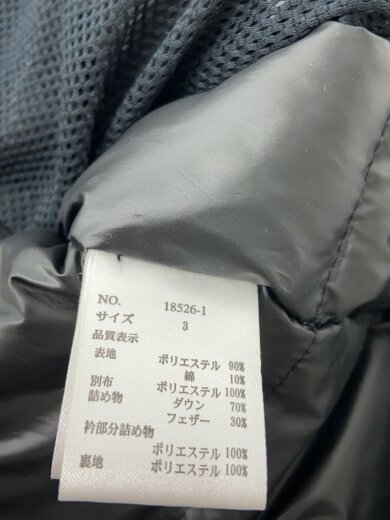 NO. 18526-1
サイズ 3
品質表示
表地 ポリエステル 90%
綿 10%
別布 ポリエステル 100%
詰め物 ダウン 70%
フェザー 30%
衿部分詰め物
ポリエステル 100%
裏地 ポリエステル 100%